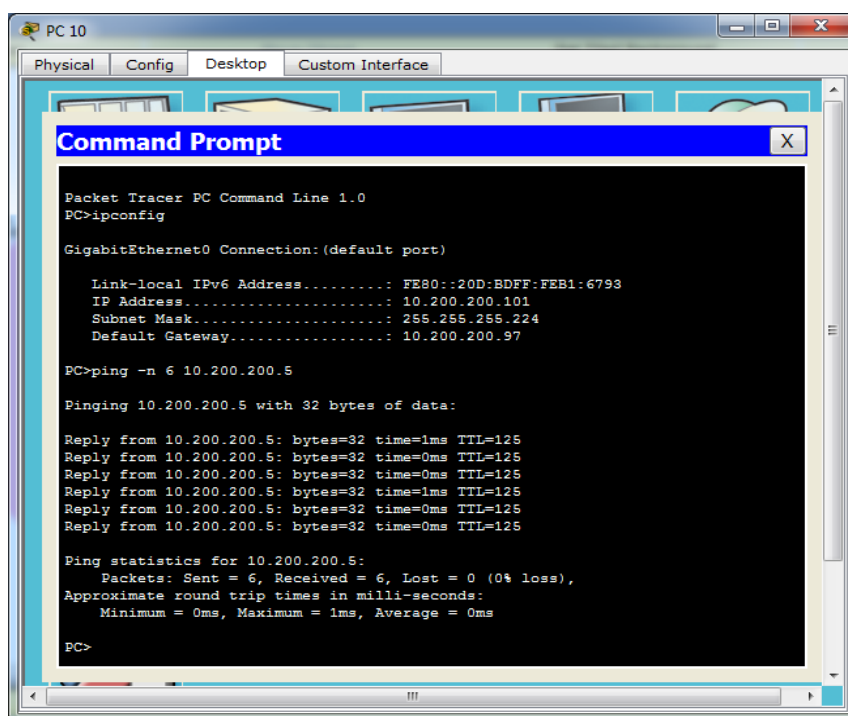 PC 10
Physical Config Desktop Custom Interface
Command Prompt
X
Packet Tracer PC Command Line 1.0
PC>ipconfig
GigabitEthernet0 Connection:(default port)
Link-local IPv6 Address.........: FE80::20D:BDFF:FEB1:6793
IP Address......................: 10.200.200.101
Subnet Mask.....................: 255.255.255.224
Default Gateway.................: 10.200.200.97
PC>ping -n 6 10.200.200.5
Pinging 10.200.200.5 with 32 bytes of data:
Reply from 10.200.200.5: bytes=32 time=1ms TTL=125
Reply from 10.200.200.5: bytes=32 time=0ms TTL=125
Reply from 10.200.200.5: bytes=32 time=0ms TTL=125
Reply from 10.200.200.5: bytes=32 time=1ms TTL=125
Reply from 10.200.200.5: bytes=32 time=0ms TTL=125
Reply from 10.200.200.5: bytes=32 time=0ms TTL=125
Ping statistics for 10.200.200.5:
Packets: Sent = 6, Received = 6, Lost = 0 (0% loss),
Approximate round trip times in milli-seconds:
Minimum = 0ms, Maximum = 1ms, Average = 0ms
PC>